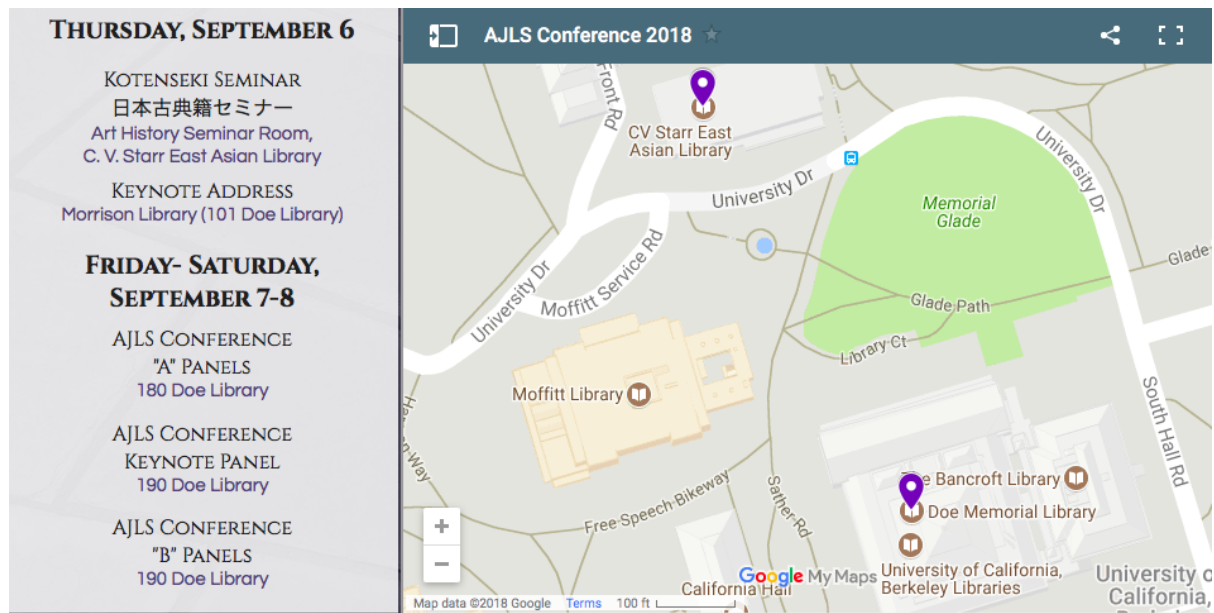 THURSDAY, SEPTEMBER 6
KOTENSEKI SEMINAR
日本古典籍セミナー
Art History Seminar Room,
C. V. Starr East Asian Library
KEYNOTE ADDRESS
Morrison Library (101 Doe Library)
FRIDAY- SATURDAY,
SEPTEMBER 7-8
AJLS CONFERENCE
"A" PANELS
180 Doe Library
AJLS CONFERENCE
KEYNOTE PANEL
190 Doe Library
AJLS CONFERENCE
"B" PANELS
190 Doe Library
AJLS Conference 2018
Front Rd
CV Starr East
Asian Library
University Dr
University Dr
Memorial
Glade
University Dr
Moffitt Service Rd
Glade
Glade Path
Library Ct
Moffitt Library
South Hall Rd
on Way
Free Speech Bikeway
Sather Rd
e Bancroft Library
Doe Memorial Library
University of California,
Berkeley Libraries
California Hall
Google My Maps
University o
California,
Map data ©2018 Google Terms 100 ft